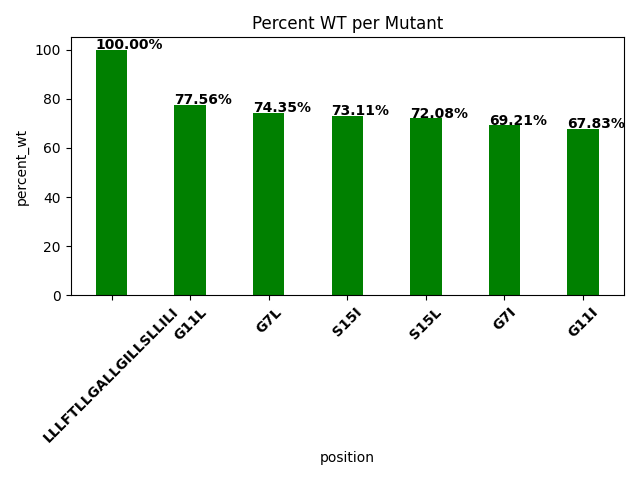 Percent WT per Mutant
percent_wt
100
80
60
40
20
0
100.00%
77.56%
74.35%
73.11%
72.08%
69.21%
67.83%
LLLFTLLGALLGILLSLLILI
G11L
G7L
S15I
S15L
G7I
G11I
position